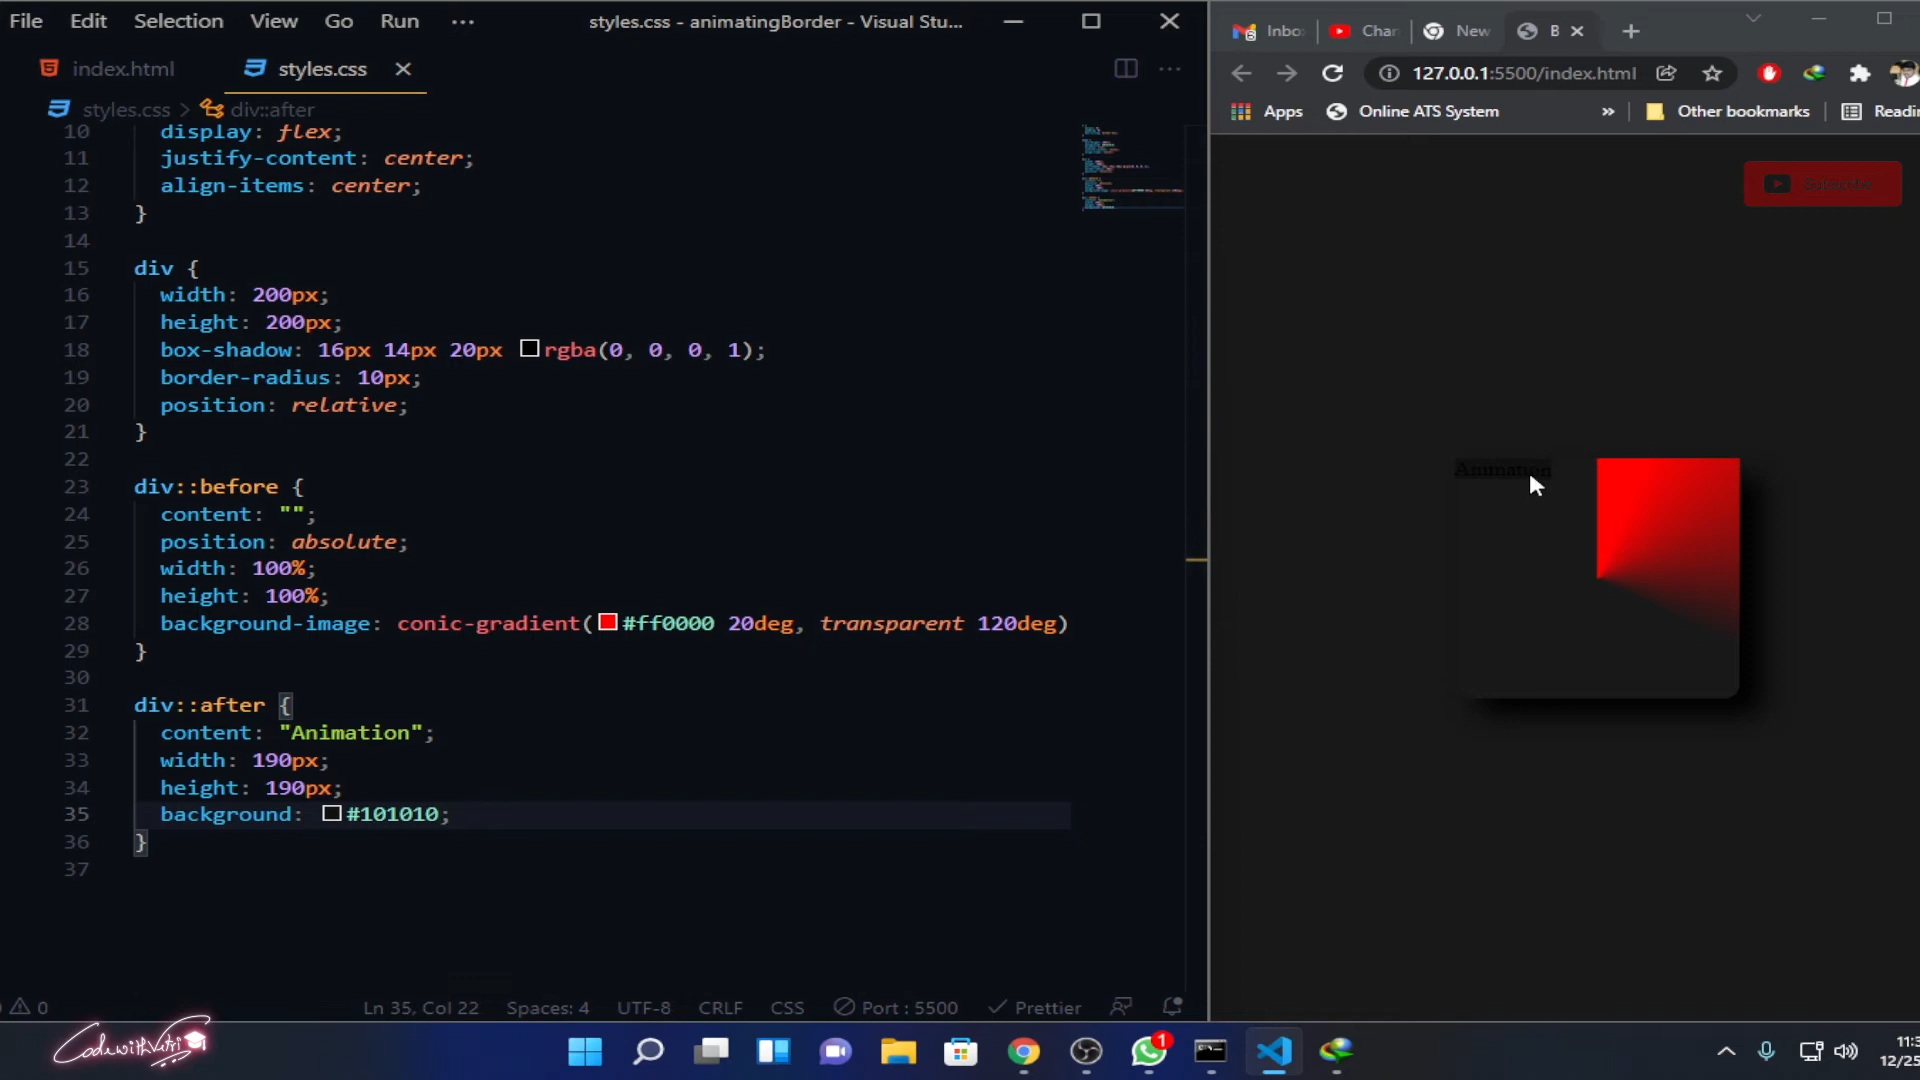 File Edit Selection View Go Run ··· styles.css - animatingBorder - Visual Stu...
index.html styles.css
styles.css > div::after
10 display: flex;
11 justify-content: center;
12 align-items: center;
13 }
14
15 div {
16 width: 200px;
17 height: 200px;
18 box-shadow: 16px 14px 20px rgba(0, 0, 0, 1);
19 border-radius: 10px;
20 position: relative;
21 }
22
23 div::before {
24 content: "";
25 position: absolute;
26 width: 100%;
27 height: 100%;
28 background-image: conic-gradient(#ff0000 20deg, transparent 120deg)
29 }
30
31 div::after {
32 content: "Animation";
33 width: 190px;
34 height: 190px;
35 background: #101010;
36 }
37
0 Ln 35, Col 22 Spaces: 4 UTF-8 CRLF CSS Port : 5500 Prettier
Inbo Char New B
127.0.0.1:5500/index.html
Apps Online ATS System » Other bookmarks Readin
Subscribe
Animation
CodewithVetri
1
11:3
12/25